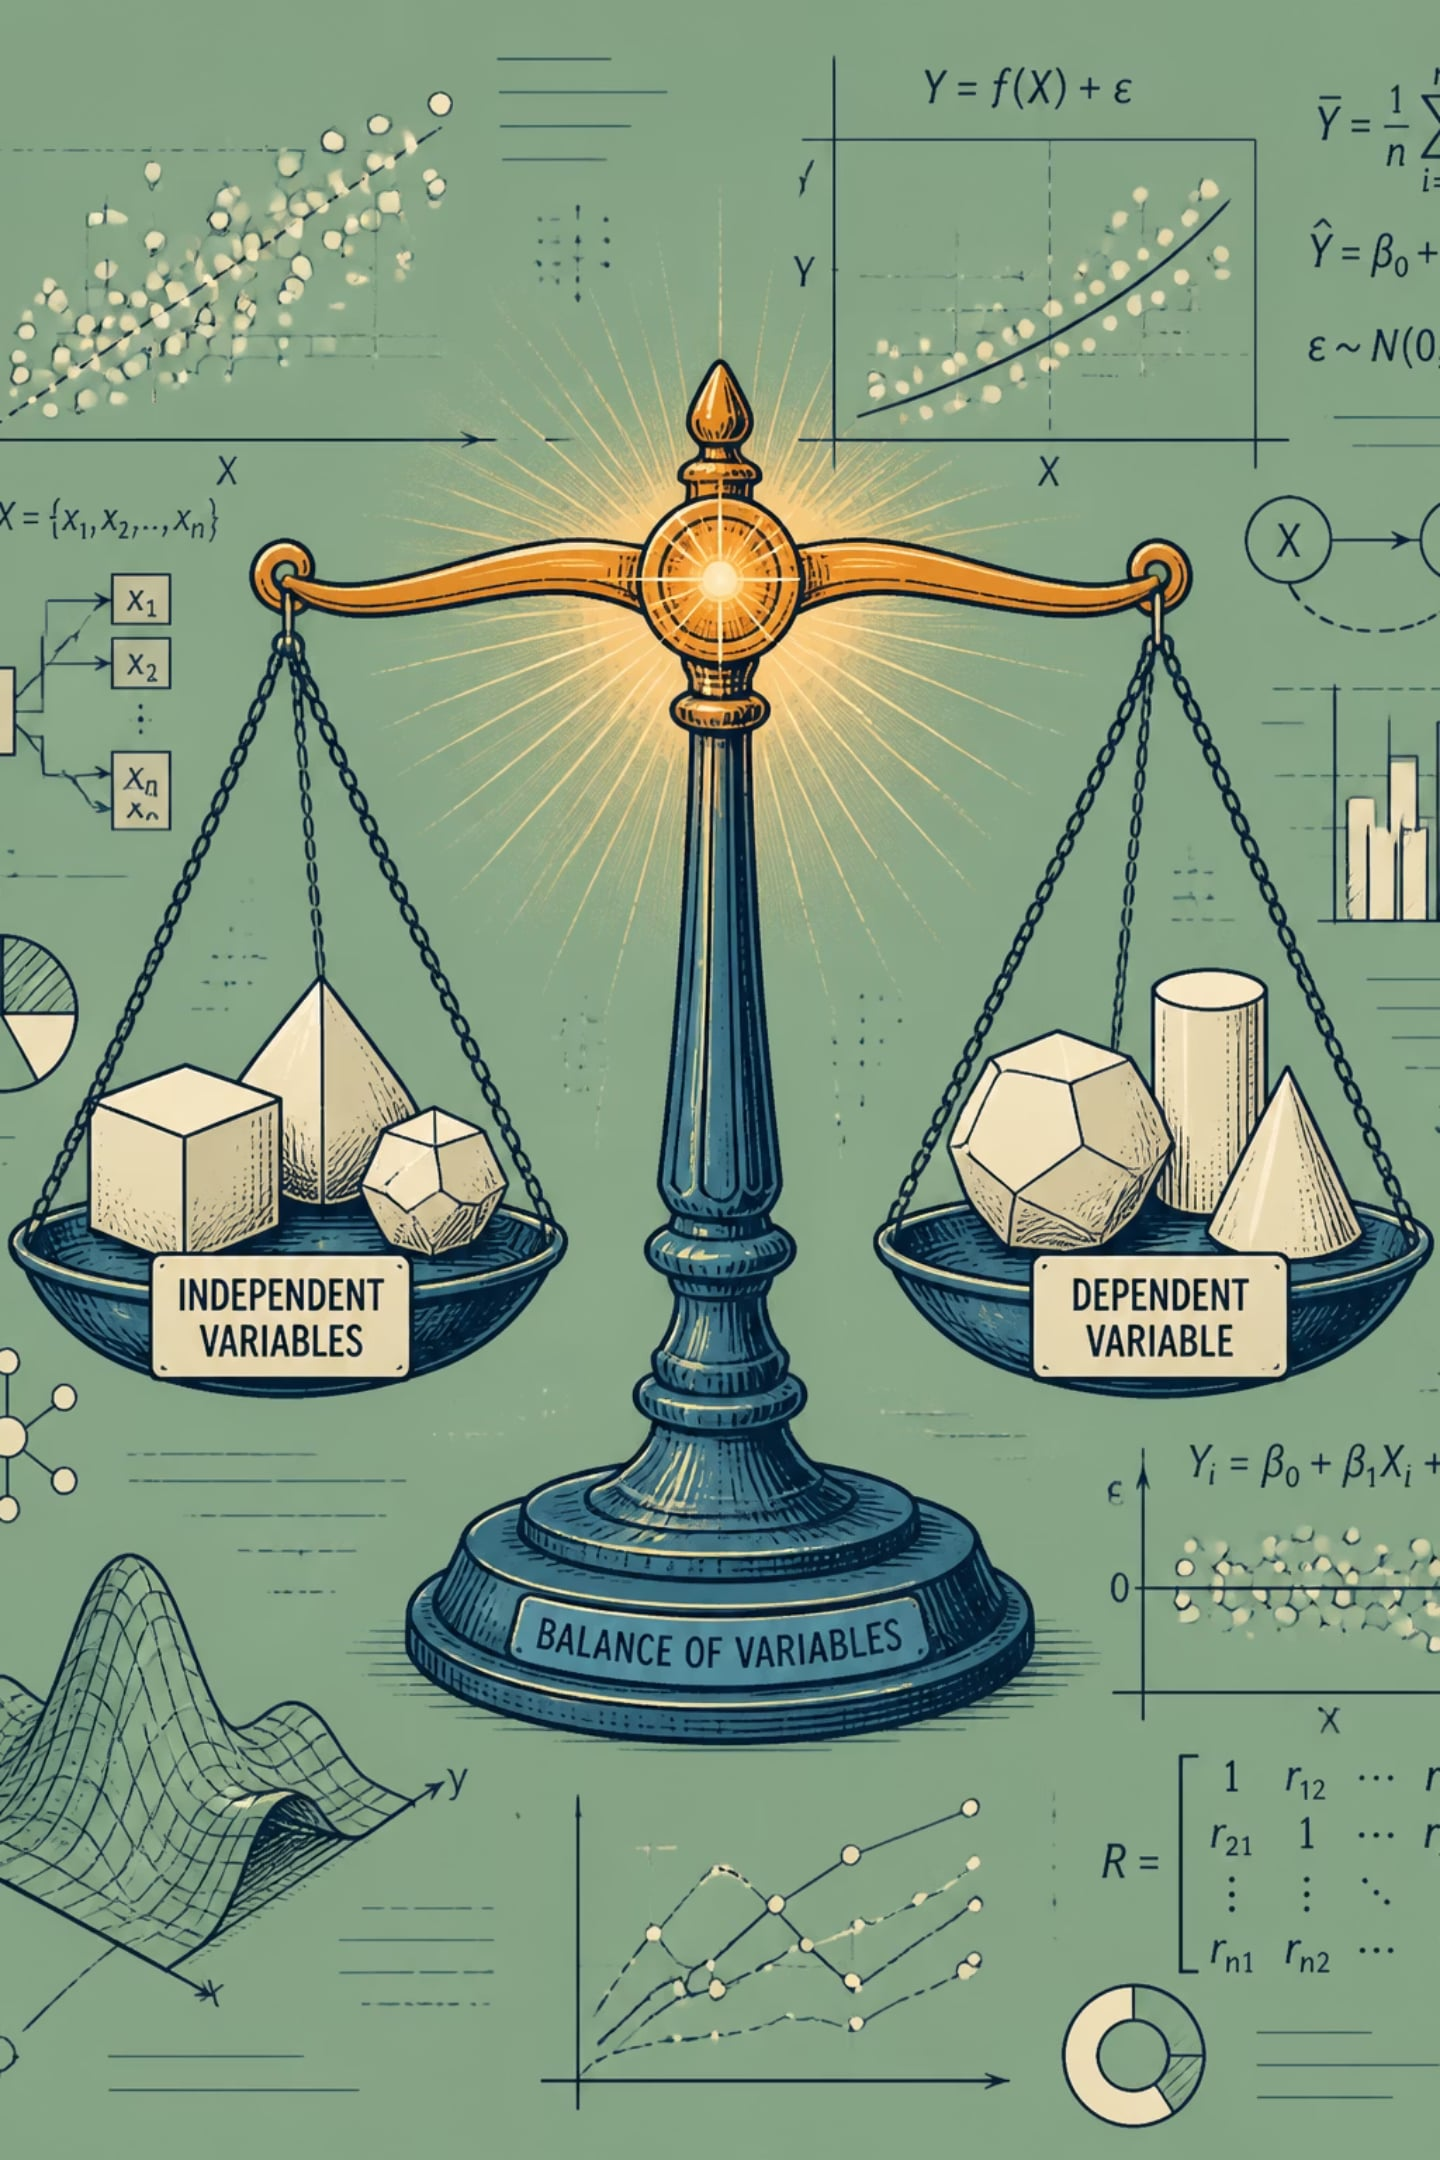 Y = f(X) + ε
Y
X
X
Ȳ = 1/n Σ i=
Ŷ = β₀ +
ε ~ N(0,
X = {x₁, x₂,.., xₙ}
X₁
X₂
⋮
Xₙ
X
INDEPENDENT
VARIABLES
DEPENDENT
VARIABLE
Yᵢ = β₀ + β₁Xᵢ +
ε
0
X
BALANCE OF VARIABLES
y
x
R =
1 r₁₂ ⋯ r
r₂₁ 1 ⋯ r
⋮ ⋮ ⋱
rₙ₁ rₙ₂ ⋯